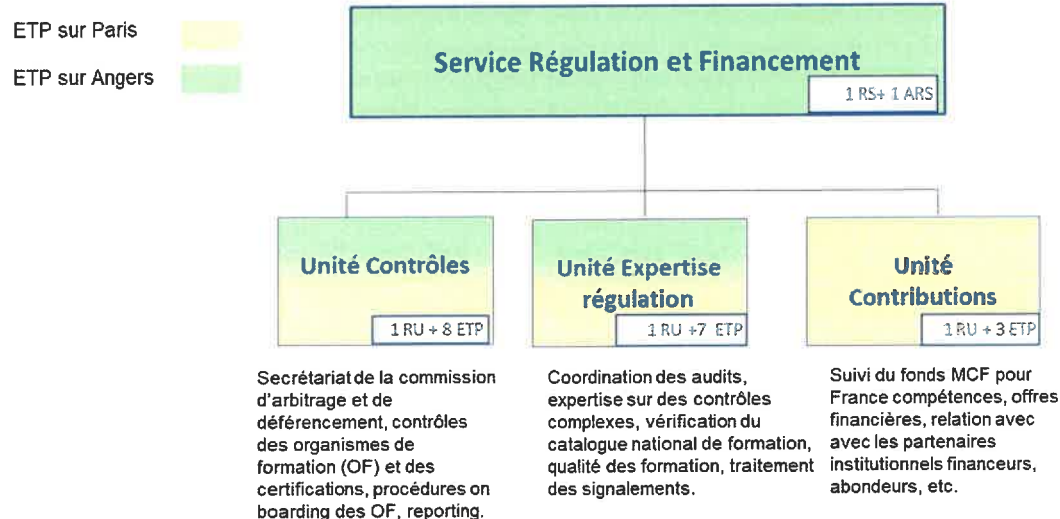 ETP sur Paris
ETP sur Angers
Service Régulation et Financement
1 RS+ 1 ARS
Unité Contrôles
1 RU + 8 ETP
Secrétariat de la commission
d'arbitrage et de
déférencement, contrôles
des organismes de
formation (OF) et des
certifications, procédures on
boarding des OF, reporting.
Unité Expertise
régulation
1 RU +7 ETP
Coordination des audits,
expertise sur des contrôles
complexes, vérification du
catalogue national de formation,
qualité des formation, traitement
des signalements.
Unité
Contributions
1 RU + 3 ETP
Suivi du fonds MCF pour
France compétences, offres
financières, relation avec
avec les partenaires
institutionnels financeurs,
abondeurs, etc.